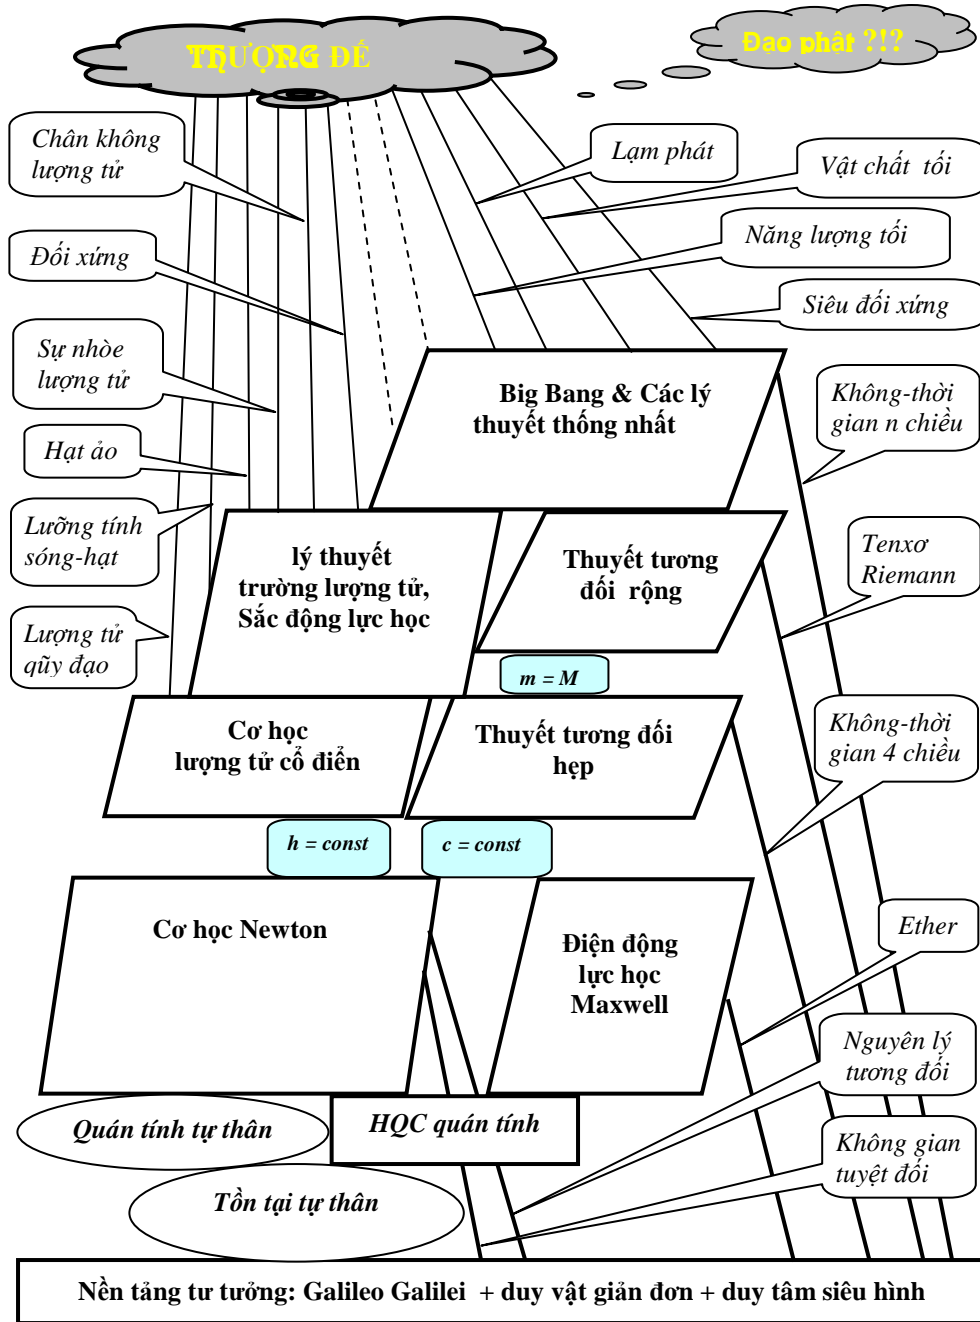 THƯỢNG ĐẾ
Đạo phật ?!?
Chân không
lượng tử
Lạm phát
Vật chất tối
Đối xứng
Năng lượng tối
Siêu đối xứng
Sự nhòe
lượng tử
Big Bang & Các lý
thuyết thống nhất
Không-thời
gian n chiều
Hạt ảo
Lưỡng tính
sóng-hạt
lý thuyết
trường lượng tử,
Sắc động lực học
Thuyết tương
đối rộng
Tenxơ
Riemann
Lượng tử
qũy đạo
m = M
Cơ học
lượng tử cổ điển
Thuyết tương đối
hẹp
Không-thời
gian 4 chiều
h = const
c = const
Cơ học Newton
Điện động
lực học
Maxwell
Ether
Nguyên lý
tương đối
Quán tính tự thân
HQC quán tính
Không gian
tuyệt đối
Tồn tại tự thân
Nền tảng tư tưởng: Galileo Galilei + duy vật giản đơn + duy tâm siêu hình